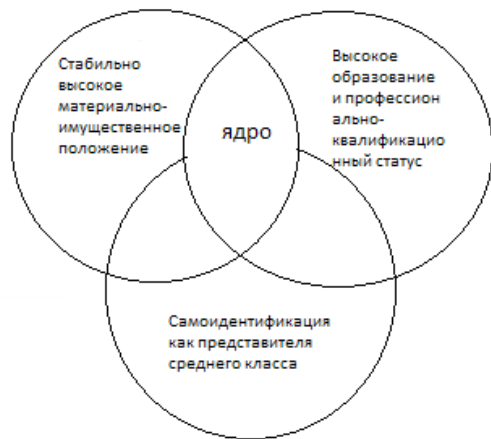 Стабильно
высокое
материально-
имущественное
положение
ядро
Высокое
образование
и профессион
ально-
квалификацио
нный статус
Самоидентификация
как представителя
среднего класса